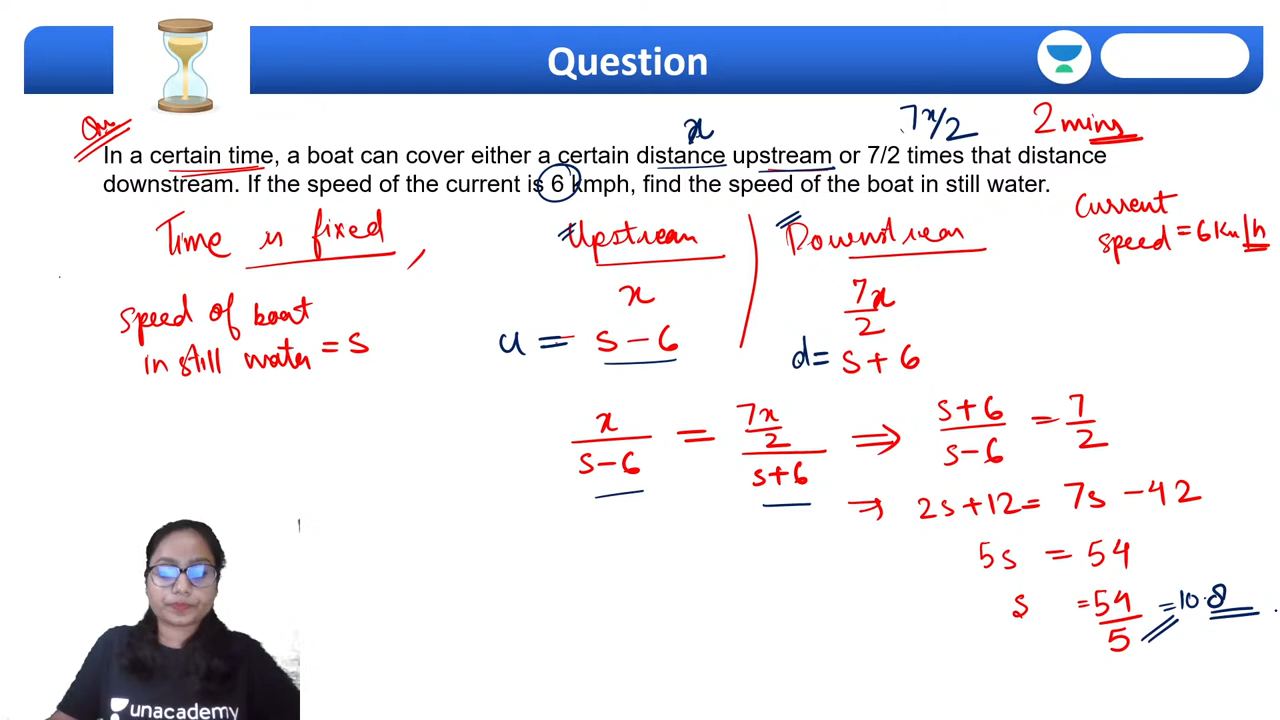 Question
Que
x
7x/2
2 mins
In a certain time, a boat can cover either a certain distance upstream or 7/2 times that distance
downstream. If the speed of the current is 6 kmph, find the speed of the boat in still water.
Time is fixed,
Upstream
Downstream
Current
speed = 6 Km/h
speed of boat
in still water = s
x
u = s - 6
7x
2
d = s + 6
x / s-6 = 7x/2 / s+6 ⇒ s+6 / s-6 = 7/2
⇒ 2s + 12 = 7s - 42
5s = 54
s = 54/5 = 10.8
unacademy